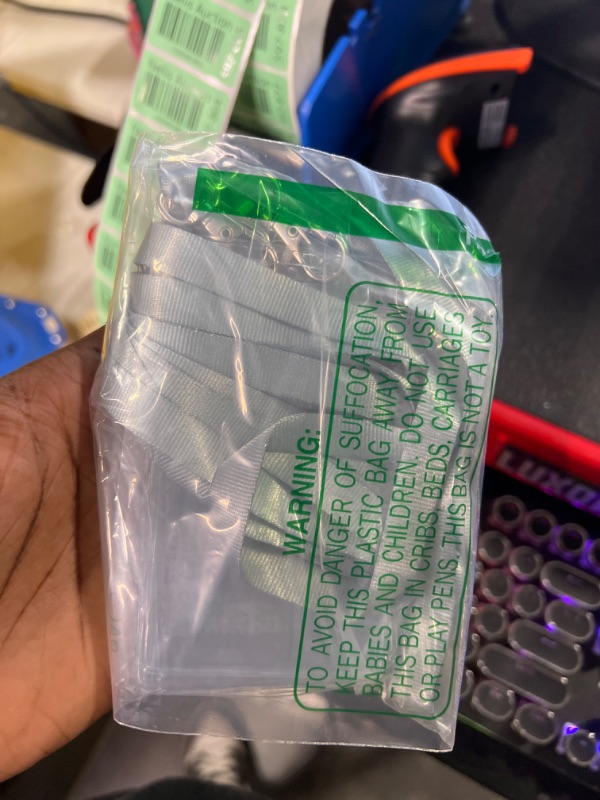 WARNING:
TO AVOID DANGER OF SUFFOCATION,
KEEP THIS PLASTIC BAG AWAY FROM
BABIES AND CHILDREN. DO NOT USE
THIS BAG IN CRIBS, BEDS, CARRIAGES
OR PLAY PENS. THIS BAG IS NOT A TOY.